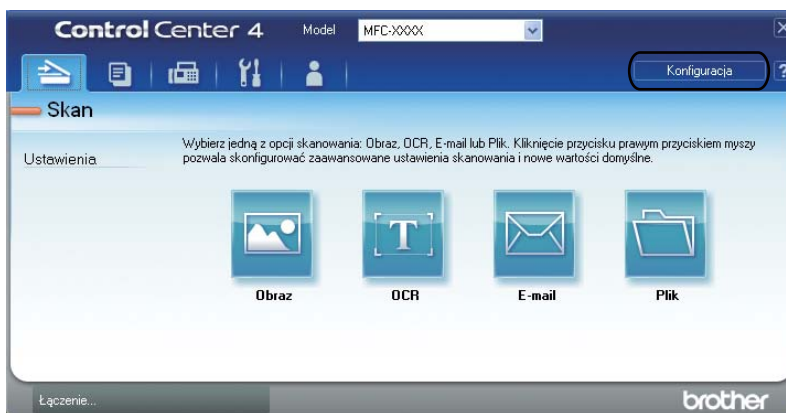 Control Center 4 Model MFC-XXXX
Konfiguracja ?
Skan
Ustawienia
Wybierz jedną z opcji skanowania: Obraz, OCR, E-mail lub Plik. Kliknięcie przycisku prawym przyciskiem myszy
pozwala skonfigurować zaawansowane ustawienia skanowania i nowe wartości domyślne.
T
Obraz OCR E-mail Plik
Łączenie... brother